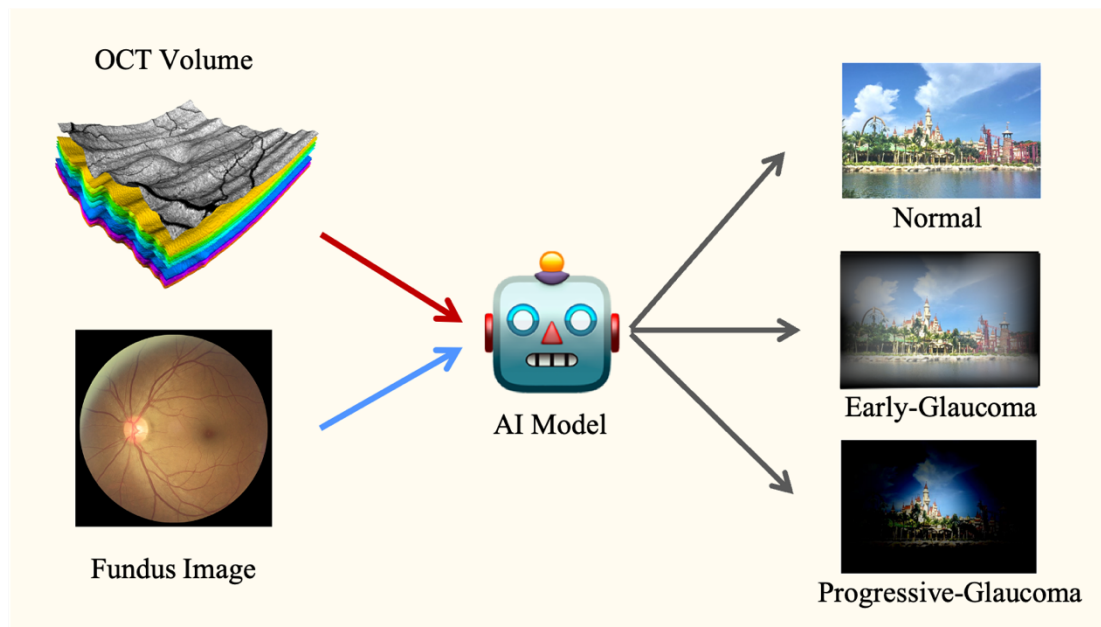 OCT Volume
Fundus Image
AI Model
Normal
Early-Glaucoma
Progressive-Glaucoma